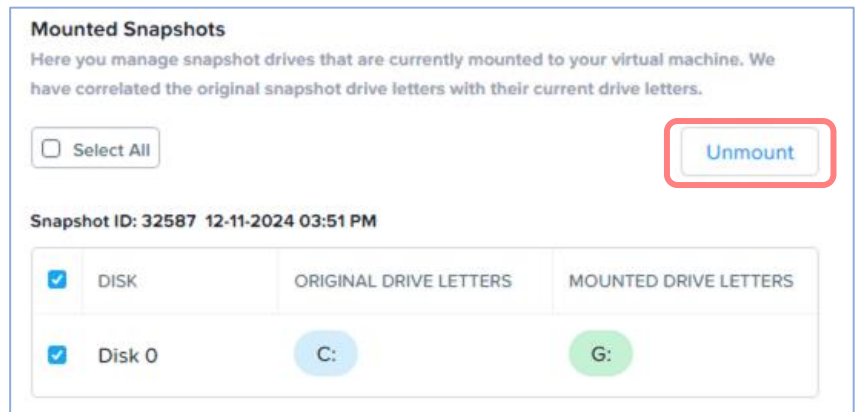 Mounted Snapshots
Here you manage snapshot drives that are currently mounted to your virtual machine. We
have correlated the original snapshot drive letters with their current drive letters.
Select All
Unmount
Snapshot ID: 32587 12-11-2024 03:51 PM
DISK ORIGINAL DRIVE LETTERS MOUNTED DRIVE LETTERS
Disk 0 C: G: